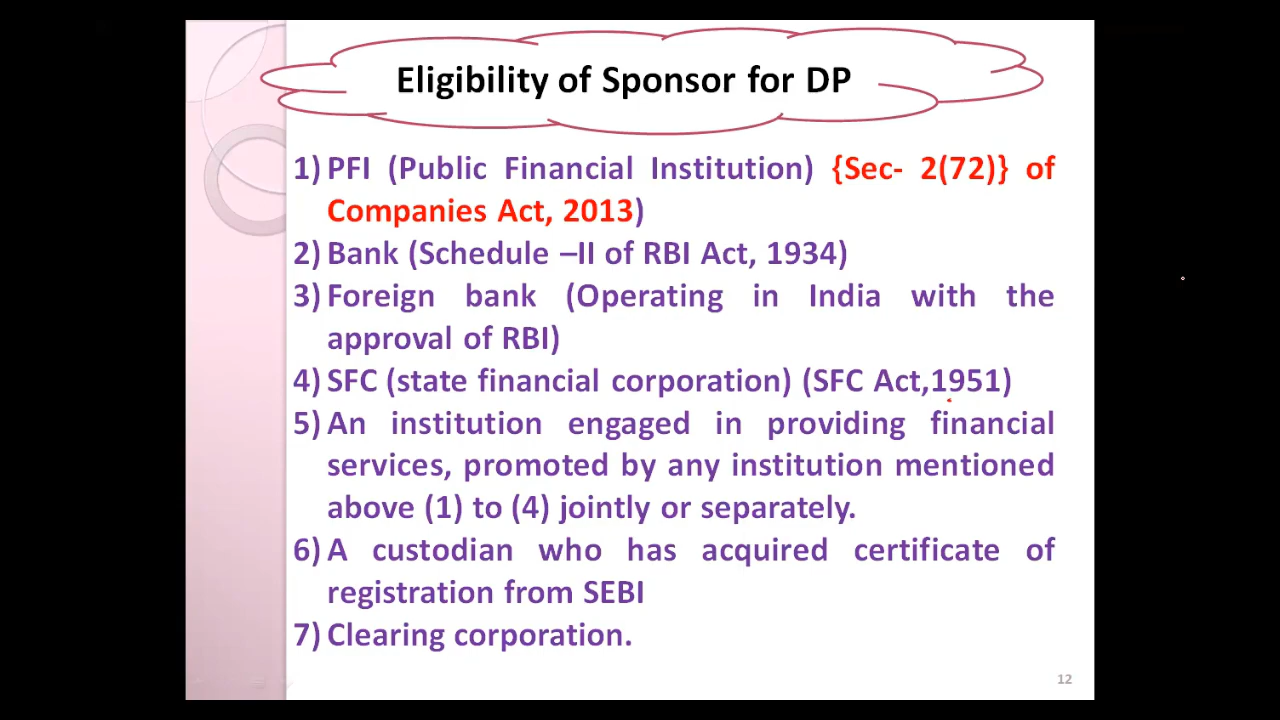 Eligibility of Sponsor for DP
1) PFI (Public Financial Institution) {Sec- 2(72)} of
Companies Act, 2013)
2) Bank (Schedule –II of RBI Act, 1934)
3) Foreign bank (Operating in India with the
approval of RBI)
4) SFC (state financial corporation) (SFC Act,1951)
5) An institution engaged in providing financial
services, promoted by any institution mentioned
above (1) to (4) jointly or separately.
6) A custodian who has acquired certificate of
registration from SEBI
7) Clearing corporation.
12